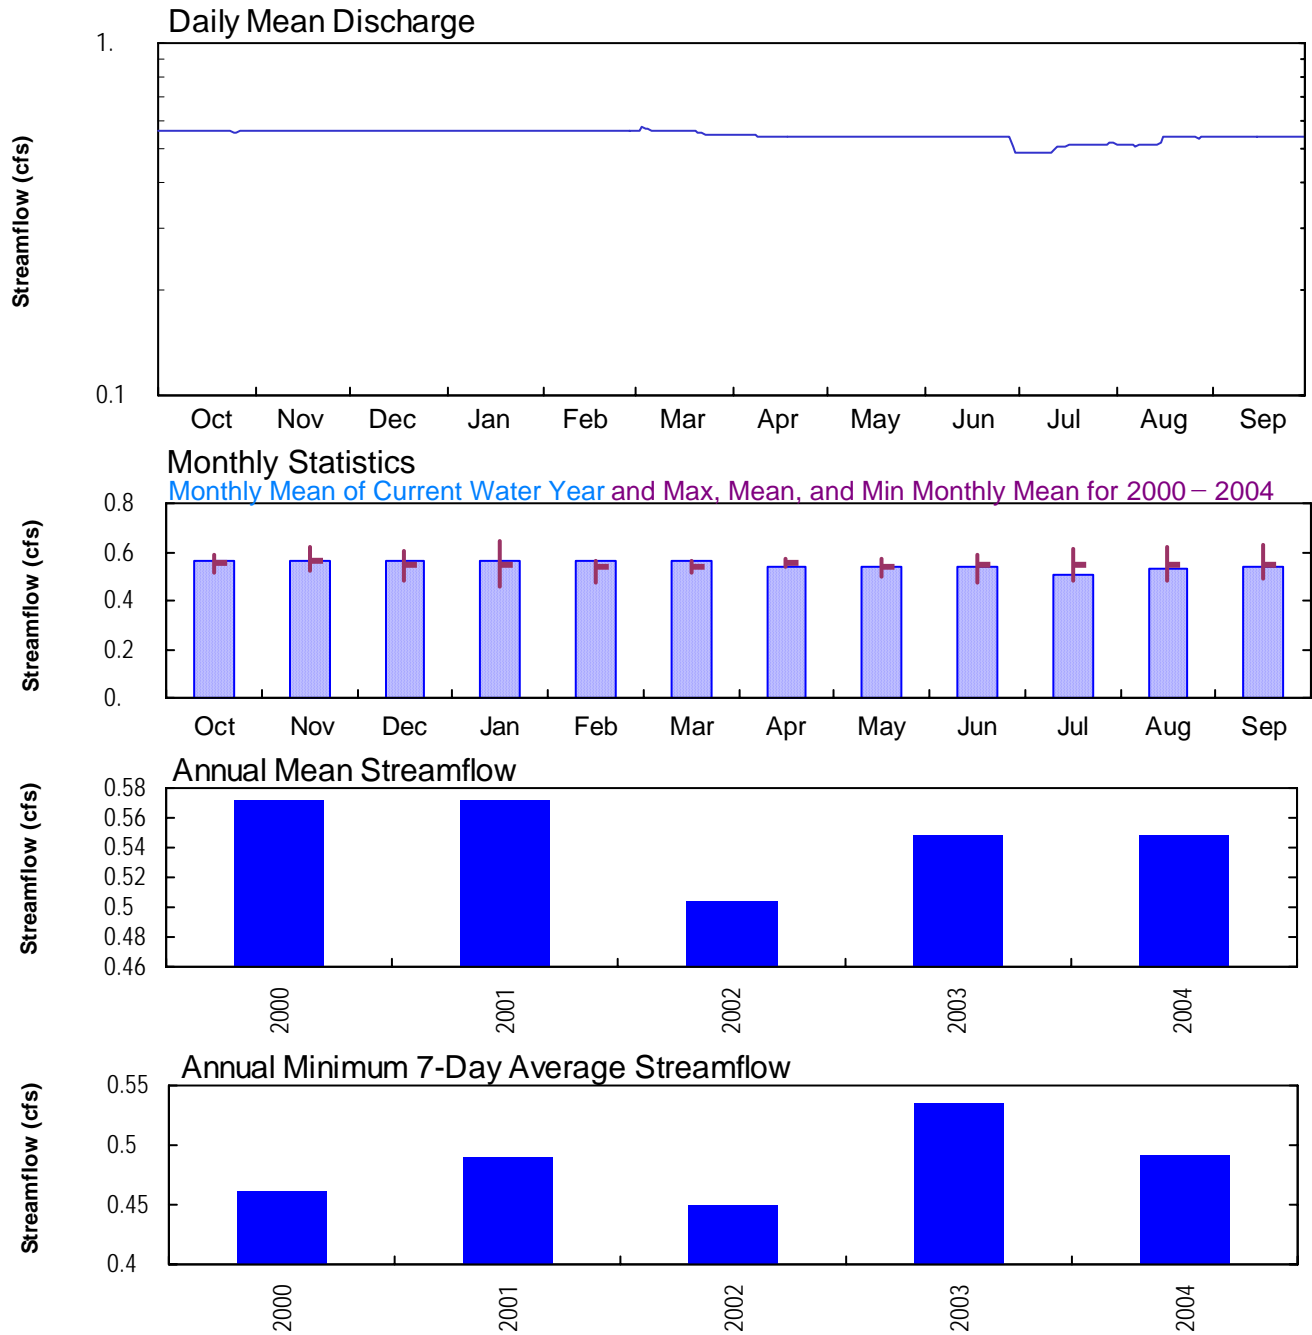 Daily Mean Discharge
1.
Streamflow (cfs)
0.1
Oct Nov Dec Jan Feb Mar Apr May Jun Jul Aug Sep
Monthly Statistics
Monthly Mean of Current Water Year and Max, Mean, and Min Monthly Mean for 2000 – 2004
0.8
0.6
0.4
0.2
0.
Streamflow (cfs)
Oct Nov Dec Jan Feb Mar Apr May Jun Jul Aug Sep
Annual Mean Streamflow
0.58
0.56
0.54
0.52
0.5
0.48
0.46
Streamflow (cfs)
2000 2001 2002 2003 2004
Annual Minimum 7-Day Average Streamflow
0.55
0.5
0.45
0.4
Streamflow (cfs)
2000 2001 2002 2003 2004